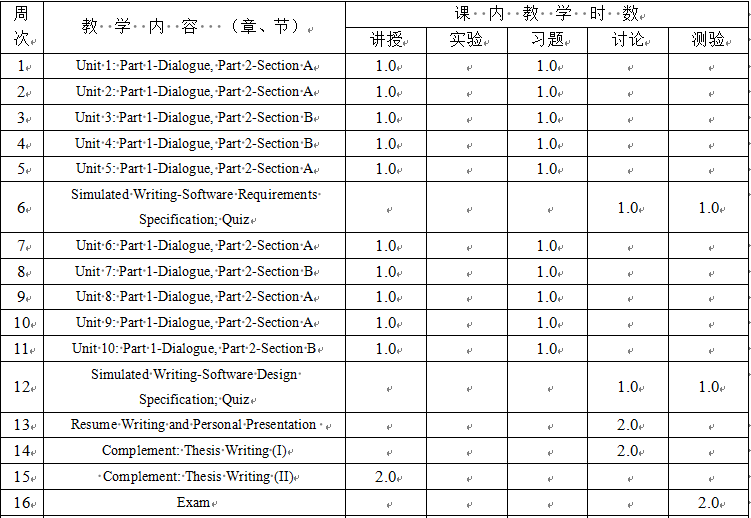 周次 教 学 内 容 （章、节） 课 内 教 学 时 数
讲授 实验 习题 讨论 测验
1 Unit 1: Part 1-Dialogue, Part 2-Section A 1.0 1.0
2 Unit 2: Part 1-Dialogue, Part 2-Section A 1.0 1.0
3 Unit 3: Part 1-Dialogue, Part 2-Section B 1.0 1.0
4 Unit 4: Part 1-Dialogue, Part 2-Section B 1.0 1.0
5 Unit 5: Part 1-Dialogue, Part 2-Section A 1.0 1.0
6 Simulated Writing-Software Requirements
Specification; Quiz 1.0 1.0
7 Unit 6: Part 1-Dialogue, Part 2-Section A 1.0 1.0
8 Unit 7: Part 1-Dialogue, Part 2-Section B 1.0 1.0
9 Unit 8: Part 1-Dialogue, Part 2-Section A 1.0 1.0
10 Unit 9: Part 1-Dialogue, Part 2-Section A 1.0 1.0
11 Unit 10: Part 1-Dialogue, Part 2-Section B 1.0 1.0
12 Simulated Writing-Software Design
Specification; Quiz 1.0 1.0
13 Resume Writing and Personal Presentation 2.0
14 Complement: Thesis Writing (I) 2.0
15 Complement: Thesis Writing (II) 2.0
16 Exam 2.0